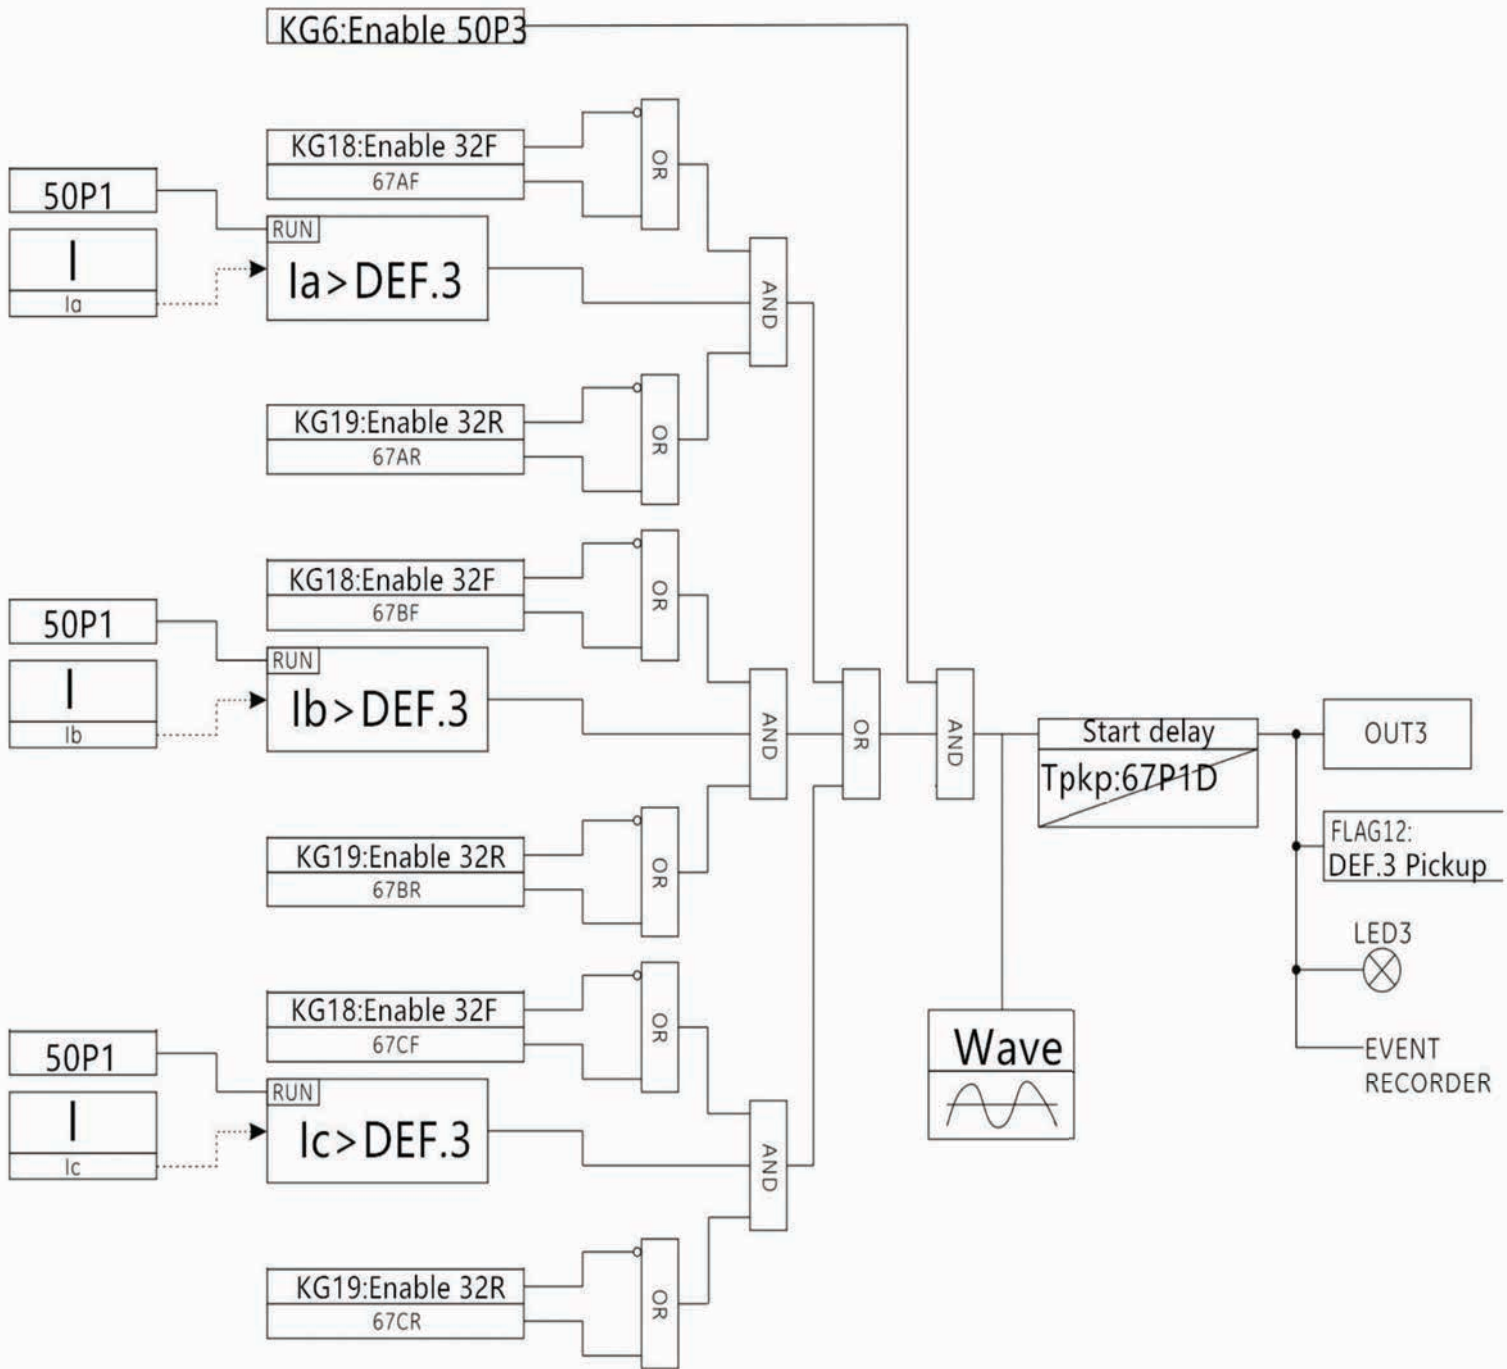 KG6:Enable 50P3
KG18:Enable 32F
67AF
OR
50P1
RUN
I
Ia
Ia>DEF.3
AND
KG19:Enable 32R
67AR
OR
KG18:Enable 32F
67BF
OR
50P1
RUN
I
Ib
Ib>DEF.3
AND
OR
AND
Start delay
Tpkp:67P1D
OUT3
FLAG12:
DEF.3 Pickup
KG19:Enable 32R
67BR
OR
LED3
KG18:Enable 32F
67CF
OR
Wave
EVENT
RECORDER
50P1
RUN
I
Ic
Ic>DEF.3
AND
KG19:Enable 32R
67CR
OR